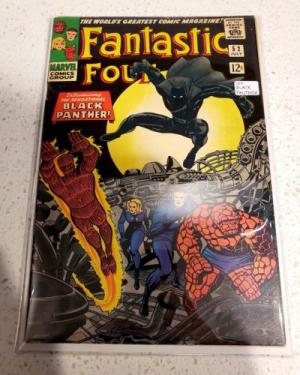 THE WORLD'S GREATEST COMIC MAGAZINE!
Fantastic
Four
MARVEL
COMICS
GROUP
12¢
52
JULY
Introducing
THE SENSATIONAL
BLACK
PANTHER!
1ST
BLACK
PANTHER